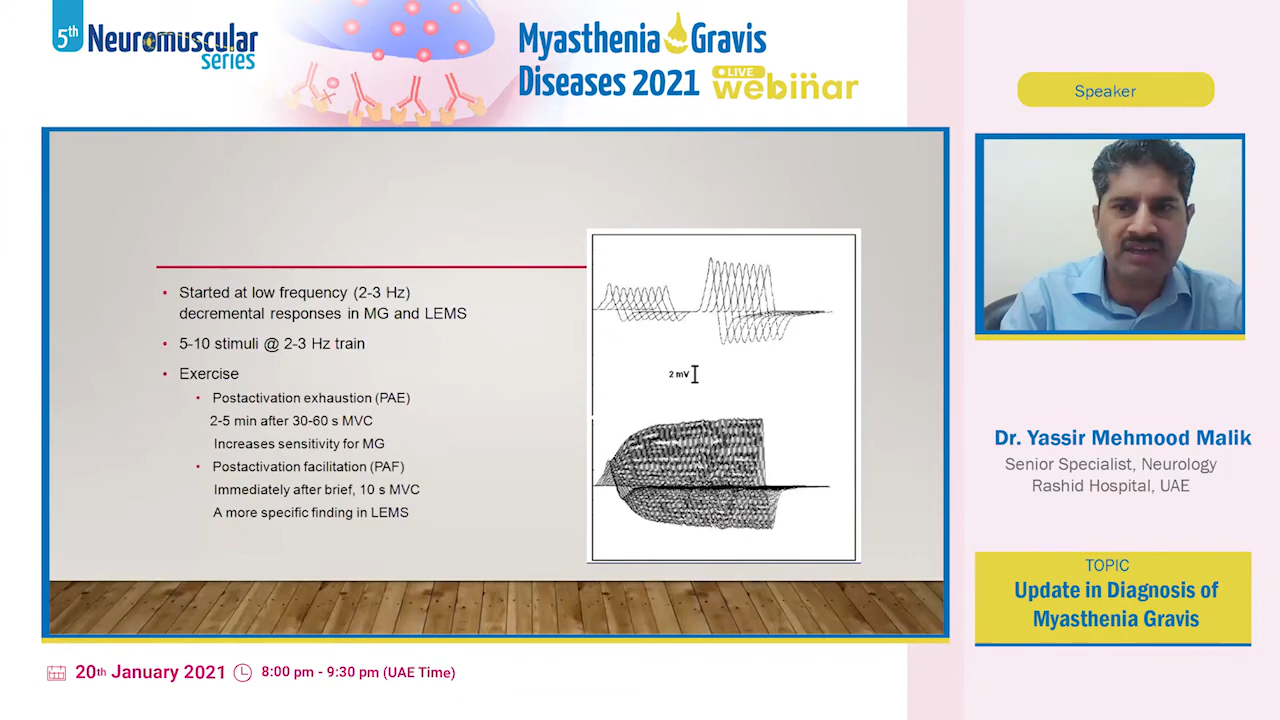 5th Neuromuscular
series
Myasthenia Gravis
Diseases 2021 LIVE webinar
Speaker
• Started at low frequency (2-3 Hz)
decremental responses in MG and LEMS
• 5-10 stimuli @ 2-3 Hz train
• Exercise
• Postactivation exhaustion (PAE)
2-5 min after 30-60 s MVC
Increases sensitivity for MG
• Postactivation facilitation (PAF)
Immediately after brief, 10 s MVC
A more specific finding in LEMS
2 mV
Dr. Yassir Mehmood Malik
Senior Specialist, Neurology
Rashid Hospital, UAE
TOPIC
Update in Diagnosis of
Myasthenia Gravis
20th January 2021 8:00 pm - 9:30 pm (UAE Time)